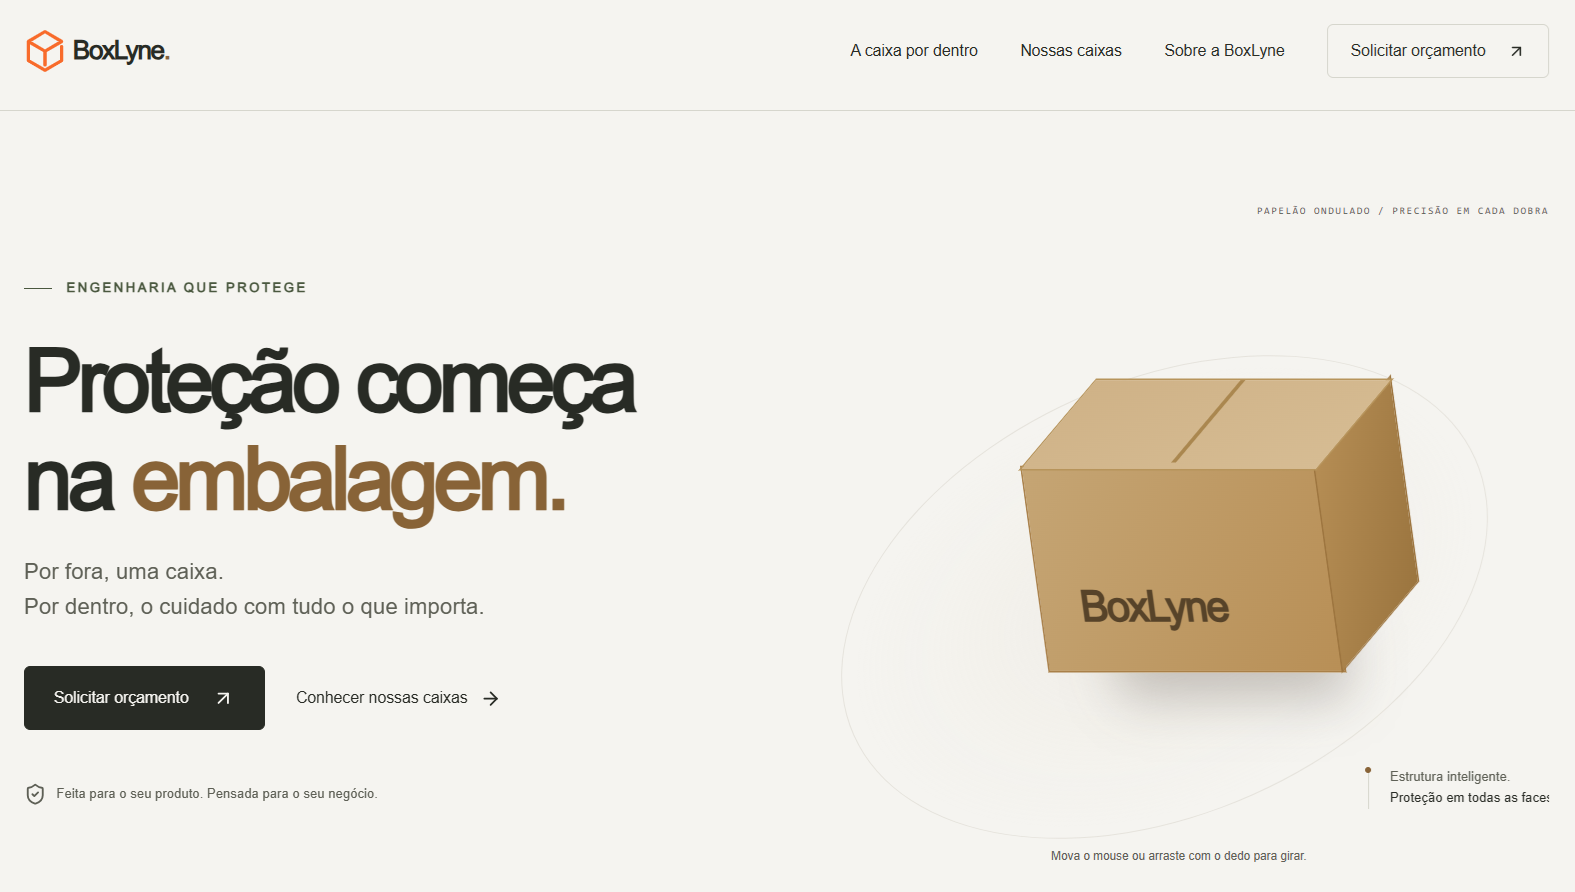 BoxLyne.
A caixa por dentro
Nossas caixas
Sobre a BoxLyne
Solicitar orçamento
PAPELÃO ONDULADO / PRECISÃO EM CADA DOBRA
ENGENHARIA QUE PROTEGE
Proteção começa
na embalagem.
Por fora, uma caixa.
Por dentro, o cuidado com tudo o que importa.
Solicitar orçamento
Conhecer nossas caixas
Feita para o seu produto. Pensada para o seu negócio.
BoxLyne
Estrutura inteligente.
Proteção em todas as faces
Mova o mouse ou arraste com o dedo para girar.